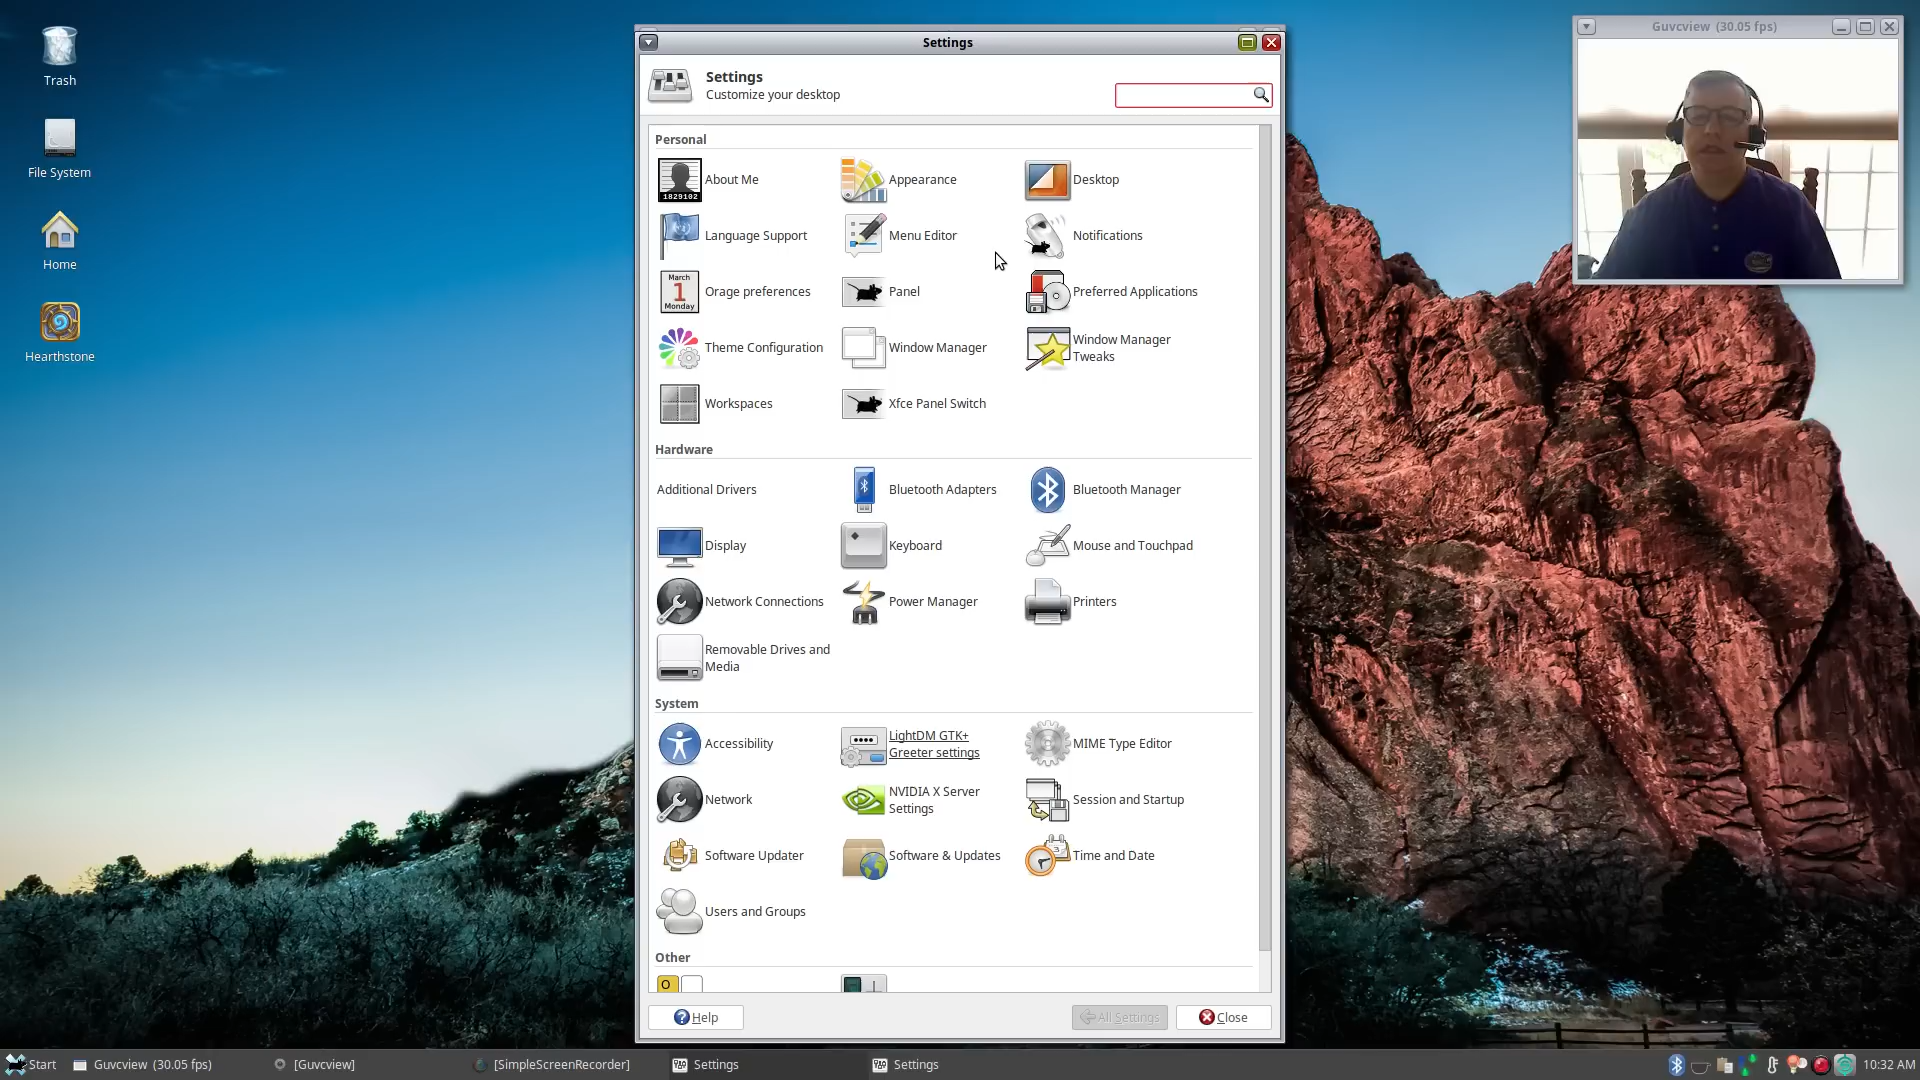 Trash
File System
Home
Hearthstone
Settings
Settings
Customize your desktop
Personal
About Me
1829102
Appearance
Desktop
Language Support
Menu Editor
Notifications
March
1
Monday
Orage preferences
Panel
Preferred Applications
Theme Configuration
Window Manager
Window Manager
Tweaks
Workspaces
Xfce Panel Switch
Hardware
Additional Drivers
Bluetooth Adapters
Bluetooth Manager
Display
Keyboard
Mouse and Touchpad
Network Connections
Power Manager
Printers
Removable Drives and
Media
System
Accessibility
LightDM GTK+
Greeter settings
MIME Type Editor
Network
NVIDIA X Server
Settings
Session and Startup
Software Updater
Software & Updates
Time and Date
Users and Groups
Other
Help
All Settings
Close
Guvcview (30.05 fps)
Start
Guvcview (30.05 fps)
[Guvcview]
[SimpleScreenRecorder]
Settings
Settings
10:32 AM